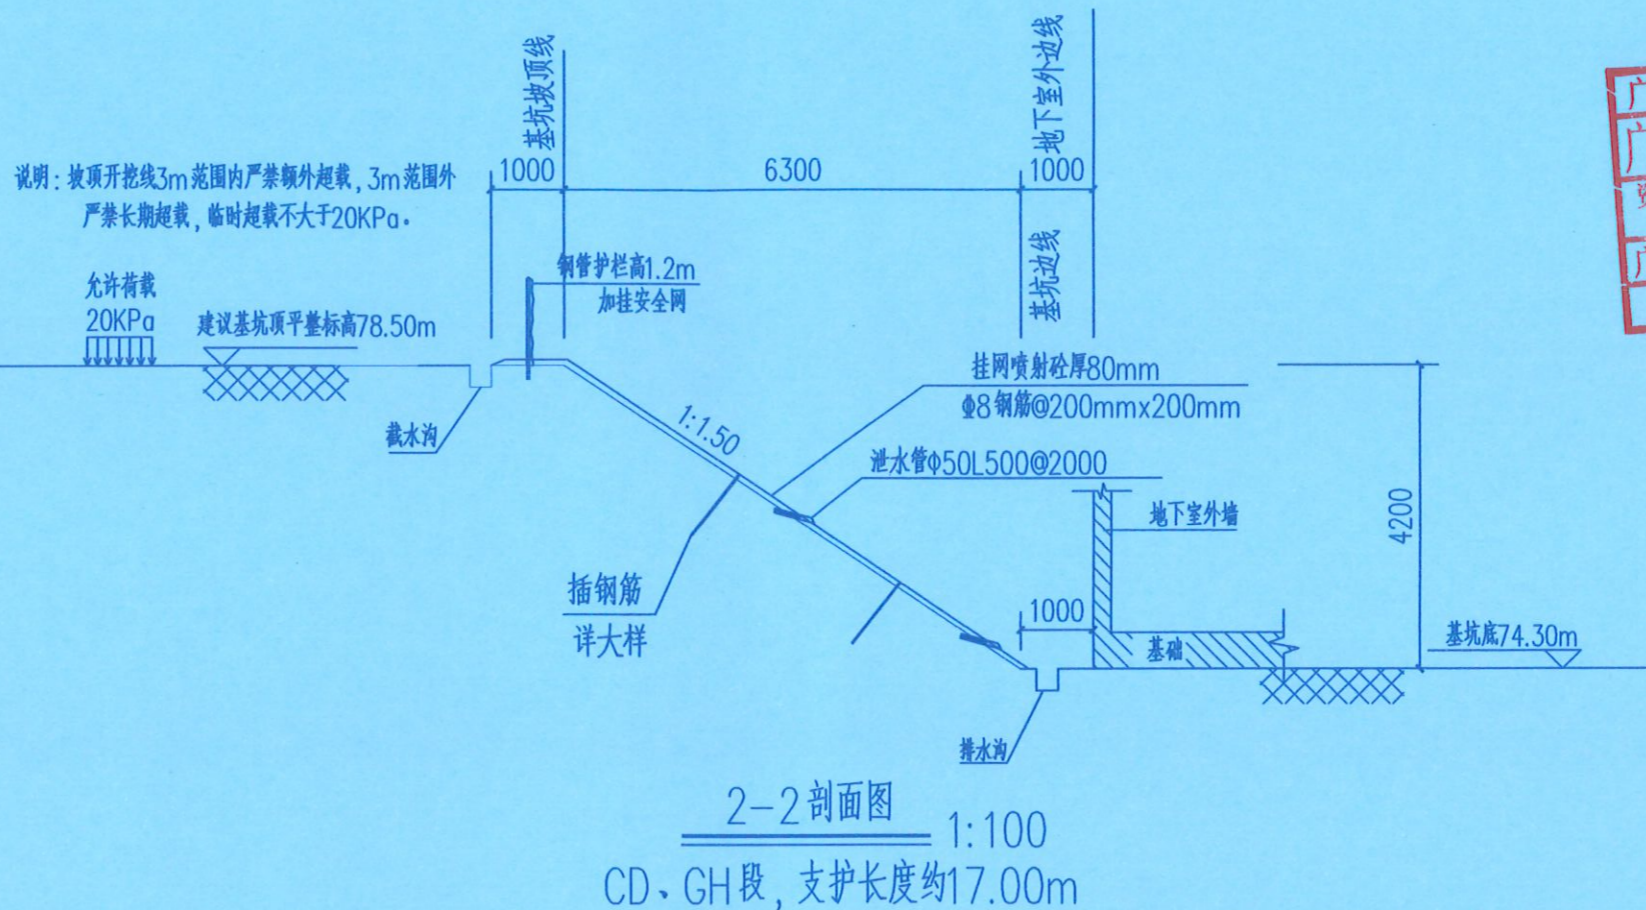 基坑坡顶线
地下室外边线
1000
6300
1000
说明:坡顶开挖线3m范围内严禁额外超载,3m范围外
严禁长期超载,临时超载不大于20KPa。
基坑边线
钢管护栏高1.2m
加挂安全网
允许荷载
20KPa
建议基坑顶平整标高78.50m
挂网喷射砼厚80mm
Φ8钢筋@200mmx200mm
截水沟
1:1.50
泄水管Φ50L500@2000
地下室外墙
4200
插钢筋
详大样
1000
基础
基坑底74.30m
排水沟
2-2剖面图
1:100
CD、GH段,支护长度约17.00m